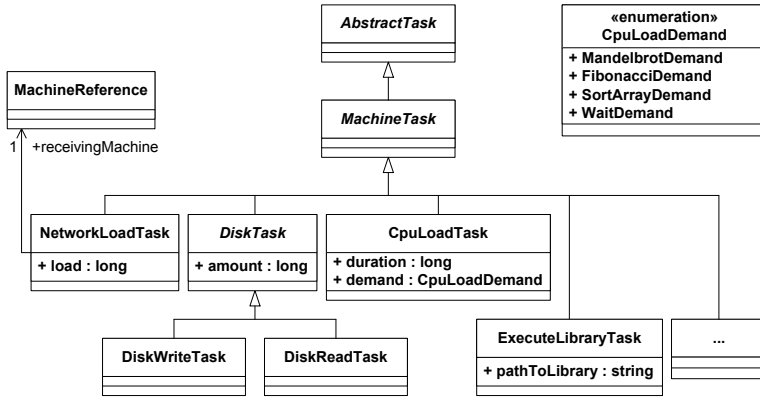 AbstractTask
«enumeration»
CpuLoadDemand
+ MandelbrotDemand
+ FibonacciDemand
+ SortArrayDemand
+ WaitDemand
MachineReference
MachineTask
1 +receivingMachine
NetworkLoadTask
+ load : long
DiskTask
+ amount : long
CpuLoadTask
+ duration : long
+ demand : CpuLoadDemand
DiskWriteTask
DiskReadTask
ExecuteLibraryTask
+ pathToLibrary : string
...